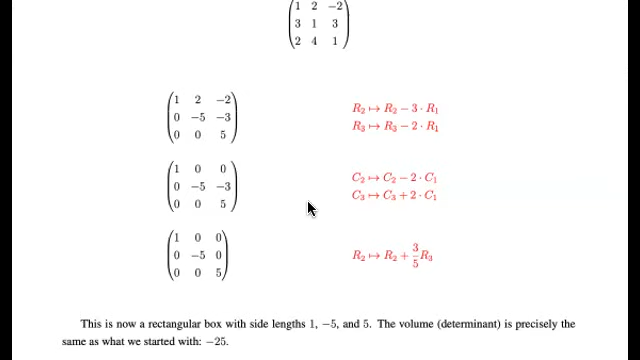 1 2 −2
3 1 3
2 4 1
1 2 −2
0 −5 −3
0 0 5
R₂ ↦ R₂ − 3 · R₁
R₃ ↦ R₃ − 2 · R₁
1 0 0
0 −5 −3
0 0 5
C₂ ↦ C₂ − 2 · C₁
C₃ ↦ C₃ + 2 · C₁
1 0 0
0 −5 0
0 0 5
R₂ ↦ R₂ + 3/5 R₃
This is now a rectangular box with side lengths 1, −5, and 5. The volume (determinant) is precisely the
same as what we started with: −25.